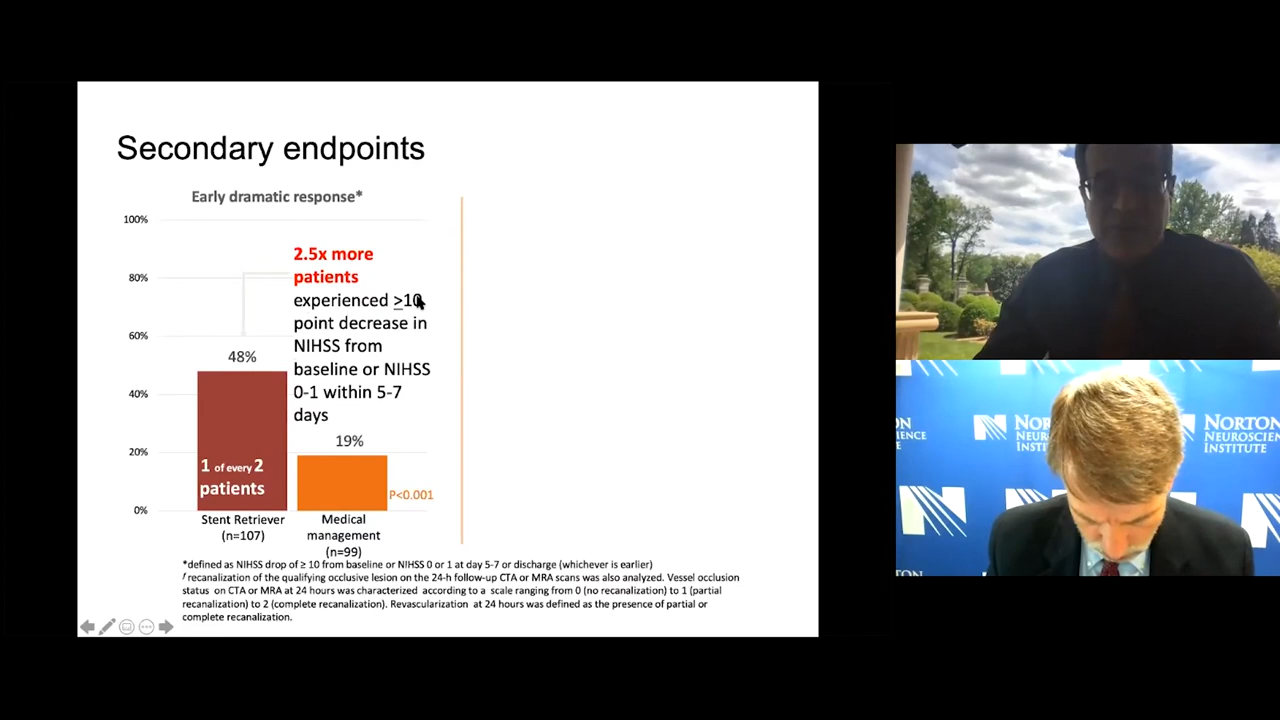 Secondary endpoints
Early dramatic response*
100%
80%
60%
40%
20%
0%
2.5x more
patients
experienced ≥10
point decrease in
NIHSS from
baseline or NIHSS
0-1 within 5-7
days
48%
19%
1 of every 2
patients
P<0.001
Stent Retriever
(n=107)
Medical
management
(n=99)
*defined as NIHSS drop of ≥ 10 from baseline or NIHSS 0 or 1 at day 5-7 or discharge (whichever is earlier)
recanalization of the qualifying occlusive lesion on the 24-h follow-up CTA or MRA scans was also analyzed. Vessel occlusion
status on CTA or MRA at 24 hours was characterized according to a scale ranging from 0 (no recanalization) to 1 (partial
recanalization) to 2 (complete recanalization). Revascularization at 24 hours was defined as the presence of partial or
complete recanalization.
NORTON
NEUROSCIENCE
INSTITUTE